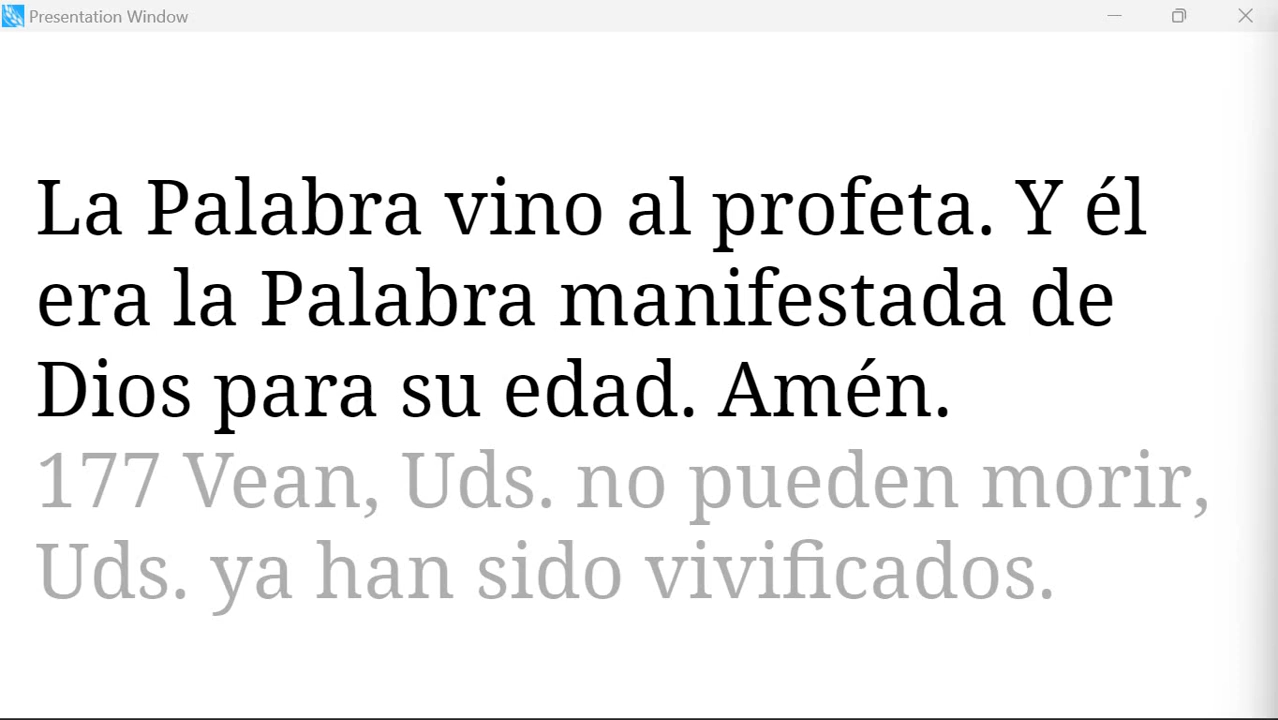 Presentation Window
La Palabra vino al profeta. Y él
era la Palabra manifestada de
Dios para su edad. Amén.
177 Vean, Uds. no pueden morir,
Uds. ya han sido vivificados.